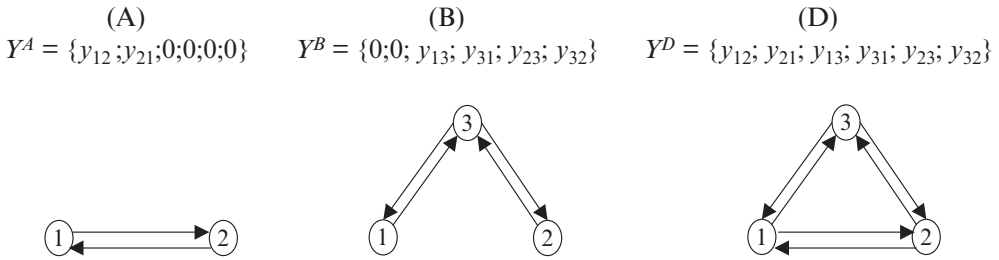 (A) (B) (D)
Y^A = {y₁₂ ;y₂₁;0;0;0;0} Y^B = {0;0; y₁₃; y₃₁; y₂₃; y₃₂} Y^D = {y₁₂; y₂₁; y₁₃; y₃₁; y₂₃; y₃₂}
3 3
1 2 1 2 1 2